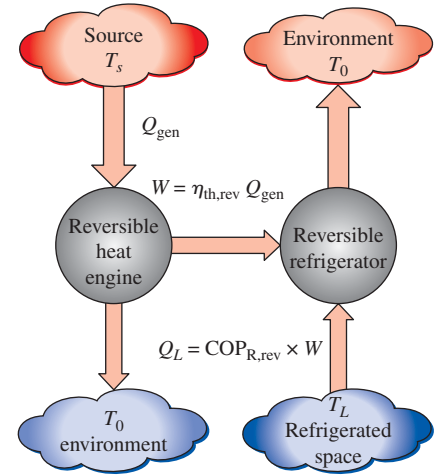 Source
T_s
Environment
T_0
Q_gen
W = η_th,rev Q_gen
Reversible
heat
engine
Reversible
refrigerator
Q_L = COP_R,rev × W
T_0
environment
T_L
Refrigerated
space